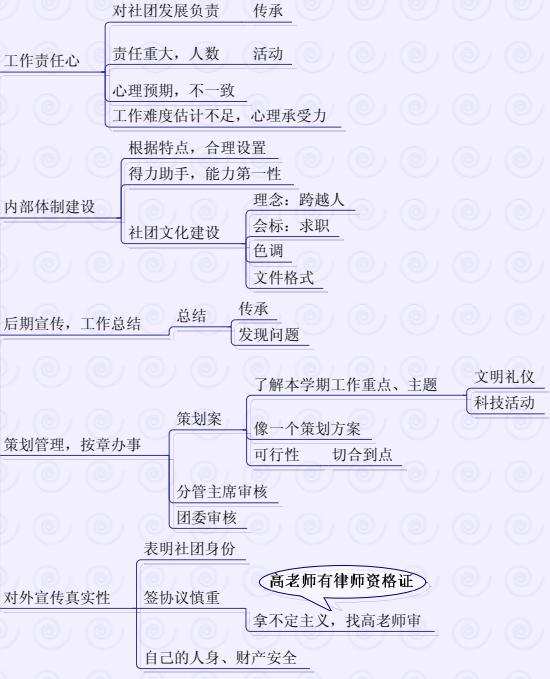 对社团发展负责 传承
工作责任心
责任重大，人数 活动
心理预期，不一致
工作难度估计不足，心理承受力
根据特点，合理设置
得力助手，能力第一性
内部体制建设
社团文化建设
理念：跨越人
会标：求职
色调
文件格式
后期宣传，工作总结
总结
传承
发现问题
策划管理，按章办事
策划案
了解本学期工作重点、主题
文明礼仪
科技活动
像一个策划方案
可行性 切合到点
分管主席审核
团委审核
对外宣传真实性
表明社团身份
签协议慎重
高老师有律师资格证
拿不定主义，找高老师审
自己的人身、财产安全